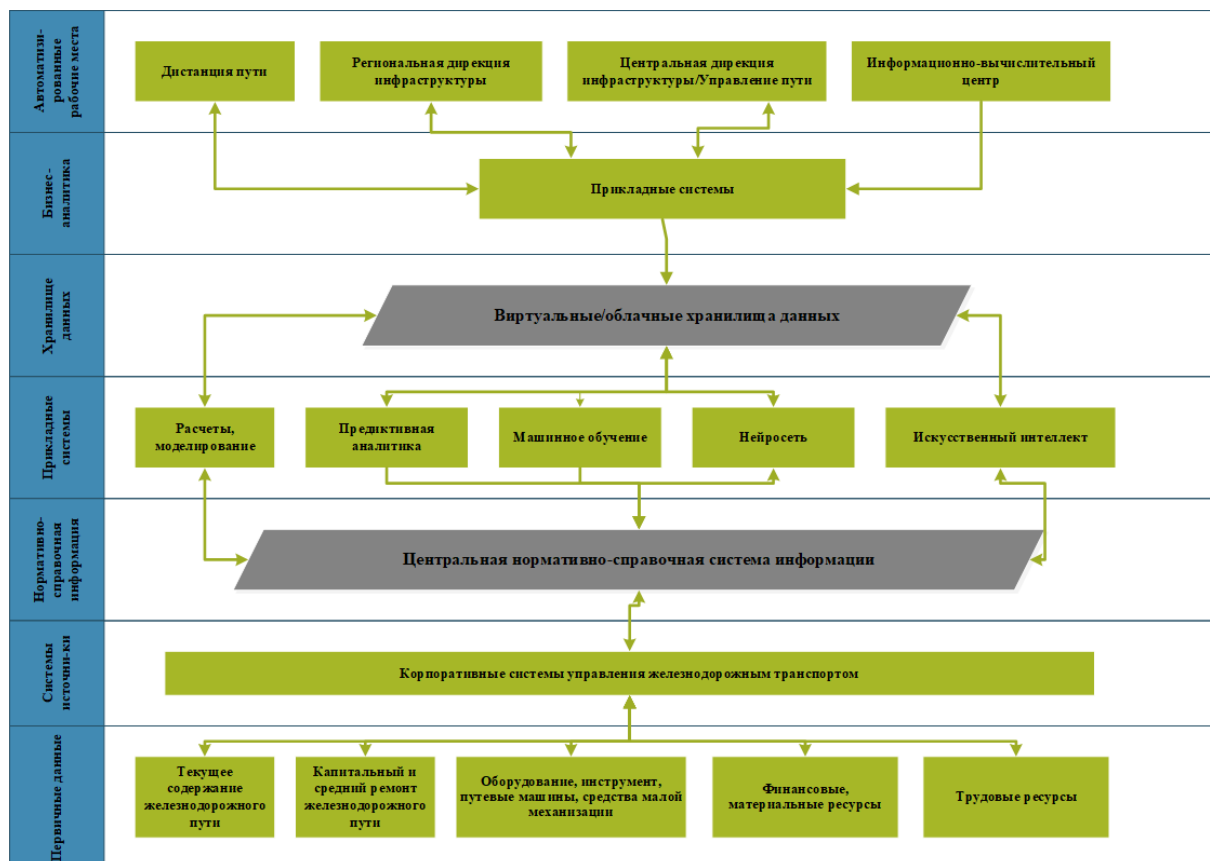 Автоматизи-
рованные
рабочие места
Дистанция пути
Региональная дирекция
инфраструктуры
Центральная дирекция
инфраструктуры/Управление пути
Информационно-вычислительный
центр
Бизнес-
аналитика
Прикладные системы
Хранилище
данных
Виртуальные/облачные хранилища данных
Прикладные
системы
Расчеты,
моделирование
Предиктивная
аналитика
Машинное обучение
Нейросеть
Искусственный интеллект
Нормативно-
справочная
информация
Центральная нормативно-справочная система информации
Системы
источни-ки
Корпоративные системы управления железнодорожным транспортом
Первичные данные
Текущее
содержание
железнодорожного
пути
Капитальный и
средний ремонт
железнодорожного
пути
Оборудование, инструмент,
путевые машины, средства малой
механизации
Финансовые,
материальные ресурсы
Трудовые ресурсы